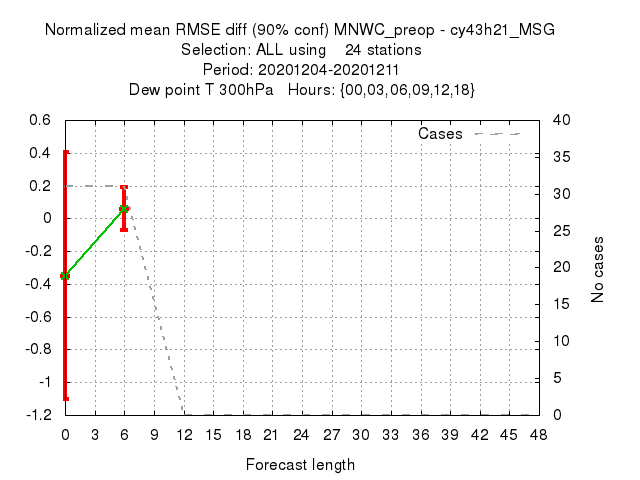 Normalized mean RMSE diff (90% conf) MNWC_preop - cy43h21_MSG
Selection: ALL using    24 stations
Period: 20201204-20201211
Dew point T 300hPa   Hours: {00,03,06,09,12,18}
Cases
0.6
0.4
0.2
0
-0.2
-0.4
-0.6
-0.8
-1
-1.2
40
35
30
25
20
15
10
5
0
No cases
0 3 6 9 12 15 18 21 24 27 30 33 36 39 42 45 48
Forecast length